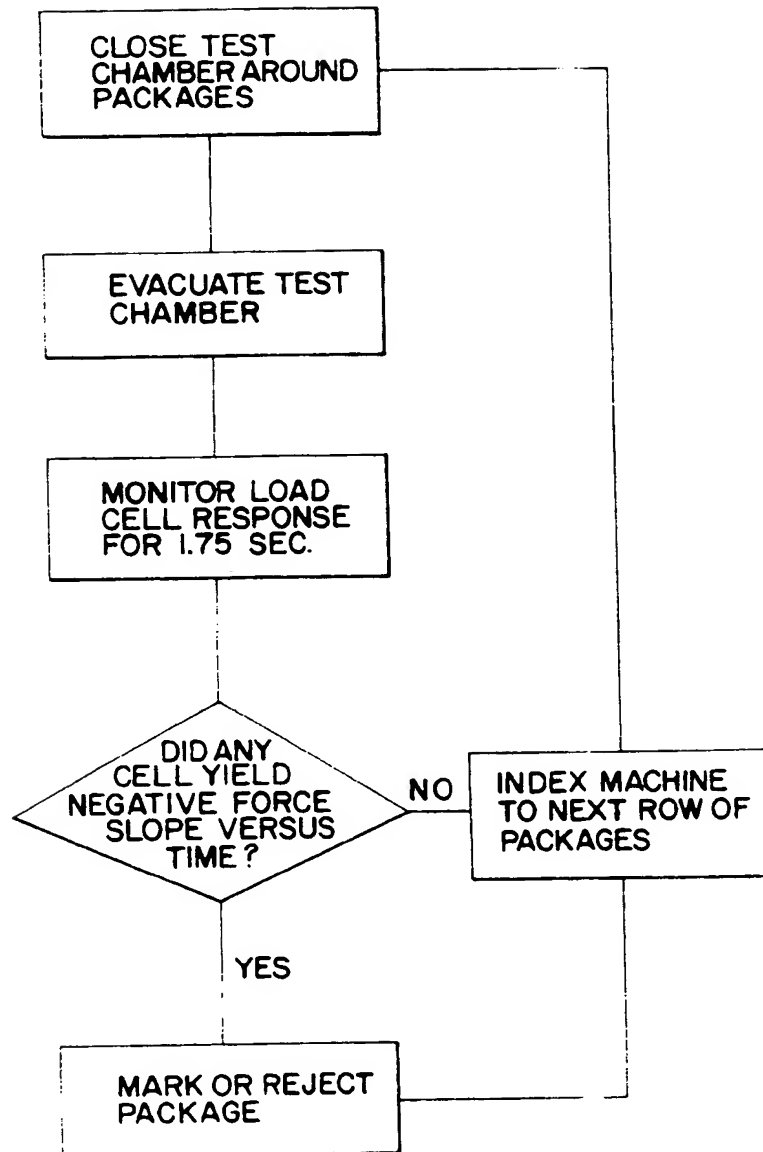 CLOSE TEST
CHAMBER AROUND
PACKAGES
EVACUATE TEST
CHAMBER
MONITOR LOAD
CELL RESPONSE
FOR 1.75 SEC.
DID ANY
CELL YIELD
NEGATIVE FORCE
SLOPE VERSUS
TIME?
NO
INDEX MACHINE
TO NEXT ROW OF
PACKAGES
YES
MARK OR REJECT
PACKAGE